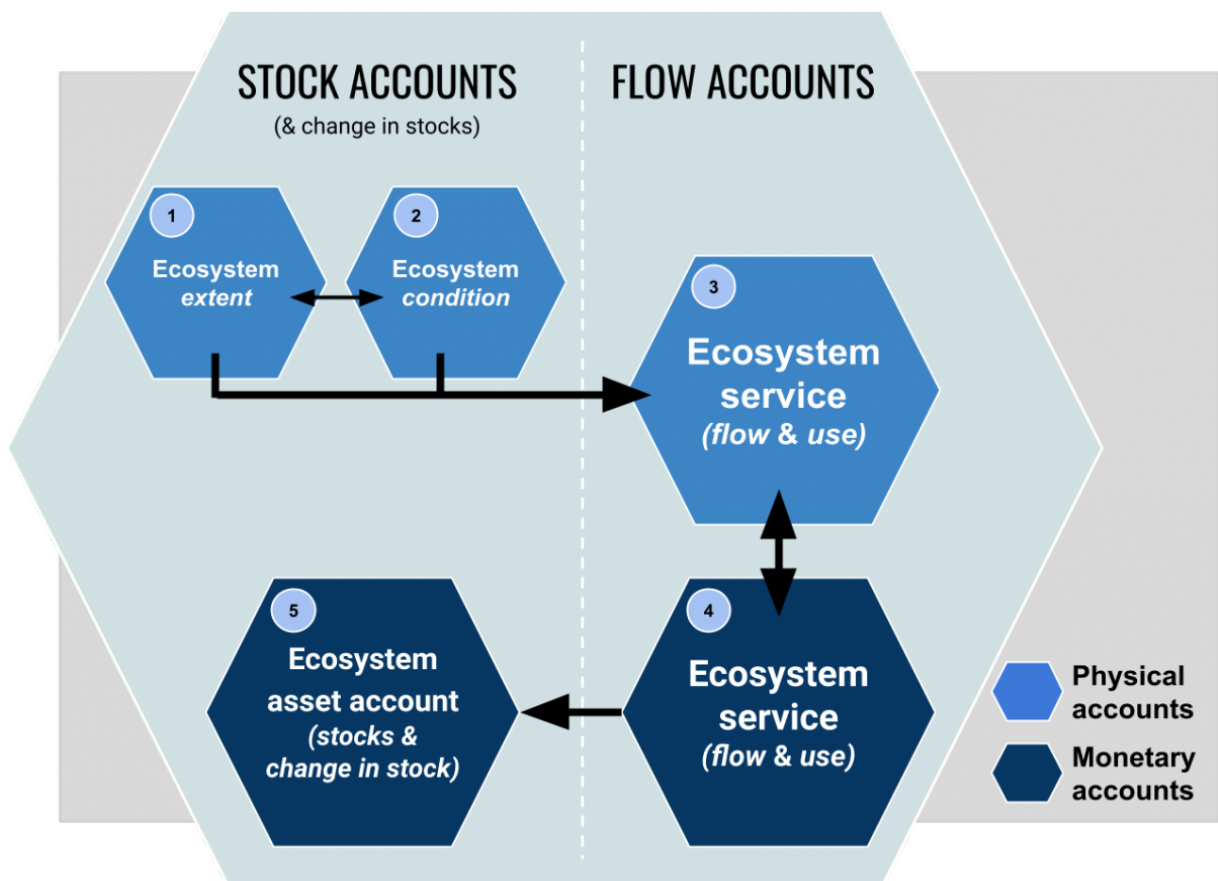 STOCK ACCOUNTS
(& change in stocks)
FLOW ACCOUNTS
1
Ecosystem
extent
2
Ecosystem
condition
3
Ecosystem
service
(flow & use)
4
Ecosystem
service
(flow & use)
5
Ecosystem
asset account
(stocks &
change in stock)
Physical
accounts
Monetary
accounts